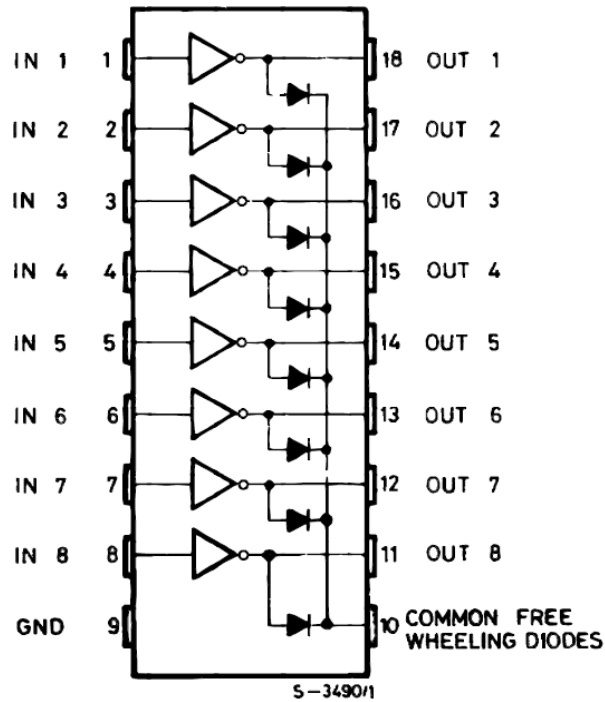 IN 1 1 18 OUT 1
IN 2 2 17 OUT 2
IN 3 3 16 OUT 3
IN 4 4 15 OUT 4
IN 5 5 14 OUT 5
IN 6 6 13 OUT 6
IN 7 7 12 OUT 7
IN 8 8 11 OUT 8
GND 9 10 COMMON FREE
WHEELING DIODES
S-3490/1